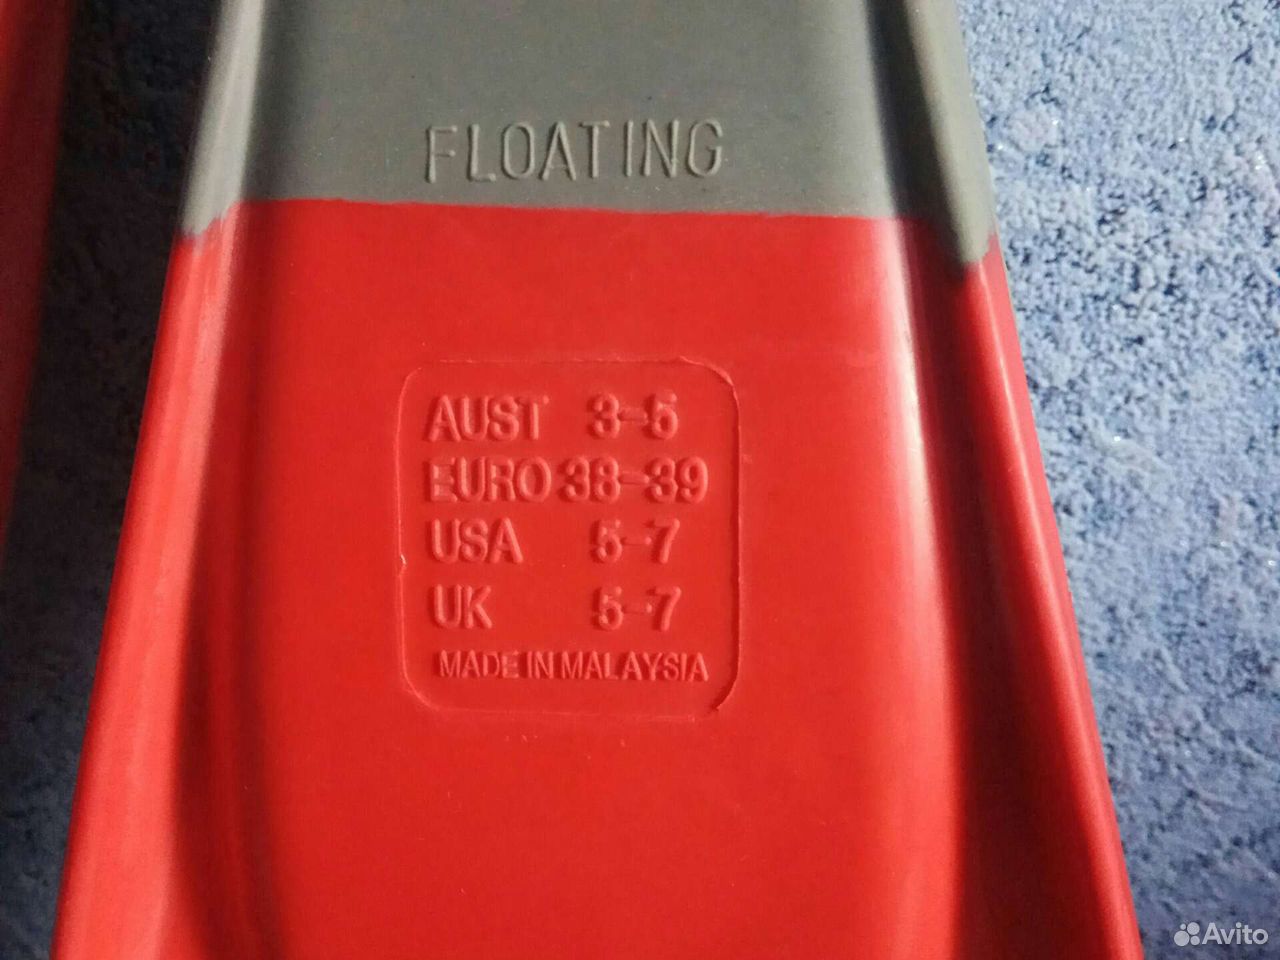 FLOATING
AUST 3-5
EURO 38-39
USA 5-7
UK 5-7
MADE IN MALAYSIA
Avito